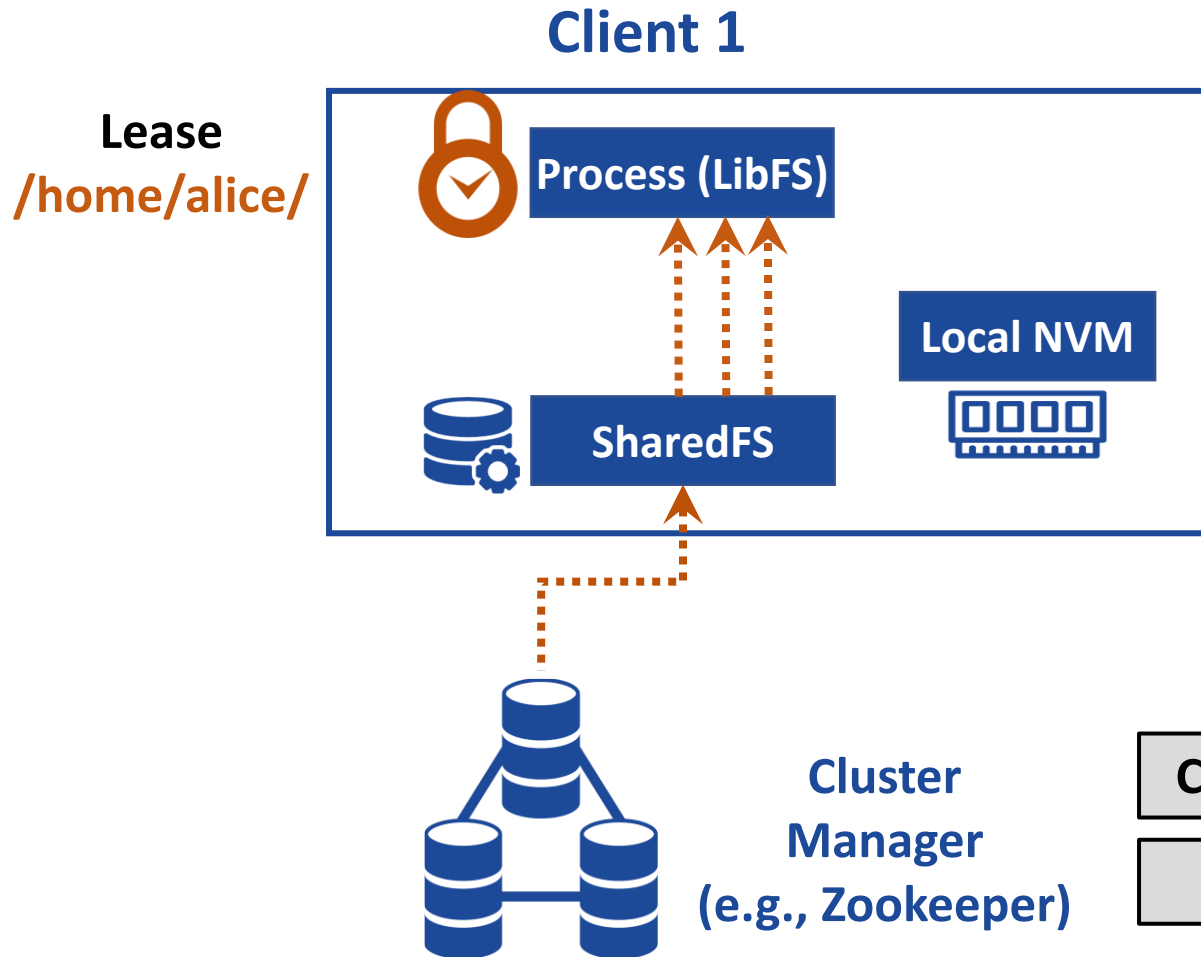 Client 1
Lease
/home/alice/
Process (LibFS)
Local NVM
SharedFS
Cluster
Manager
(e.g., Zookeeper)